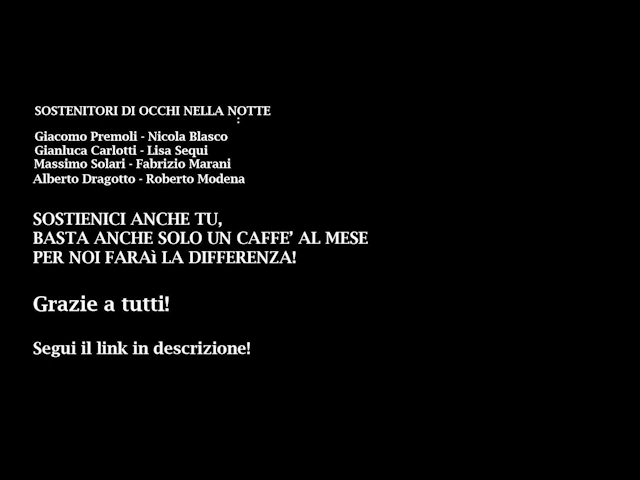 SOSTENITORI DI OCCHI NELLA NOTTE
:
Giacomo Premoli - Nicola Blasco
Gianluca Carlotti - Lisa Sequi
Massimo Solari - Fabrizio Marani
Alberto Dragotto - Roberto Modena
SOSTIENICI ANCHE TU,
BASTA ANCHE SOLO UN CAFFE’ AL MESE
PER NOI FARAì LA DIFFERENZA!
Grazie a tutti!
Segui il link in descrizione!